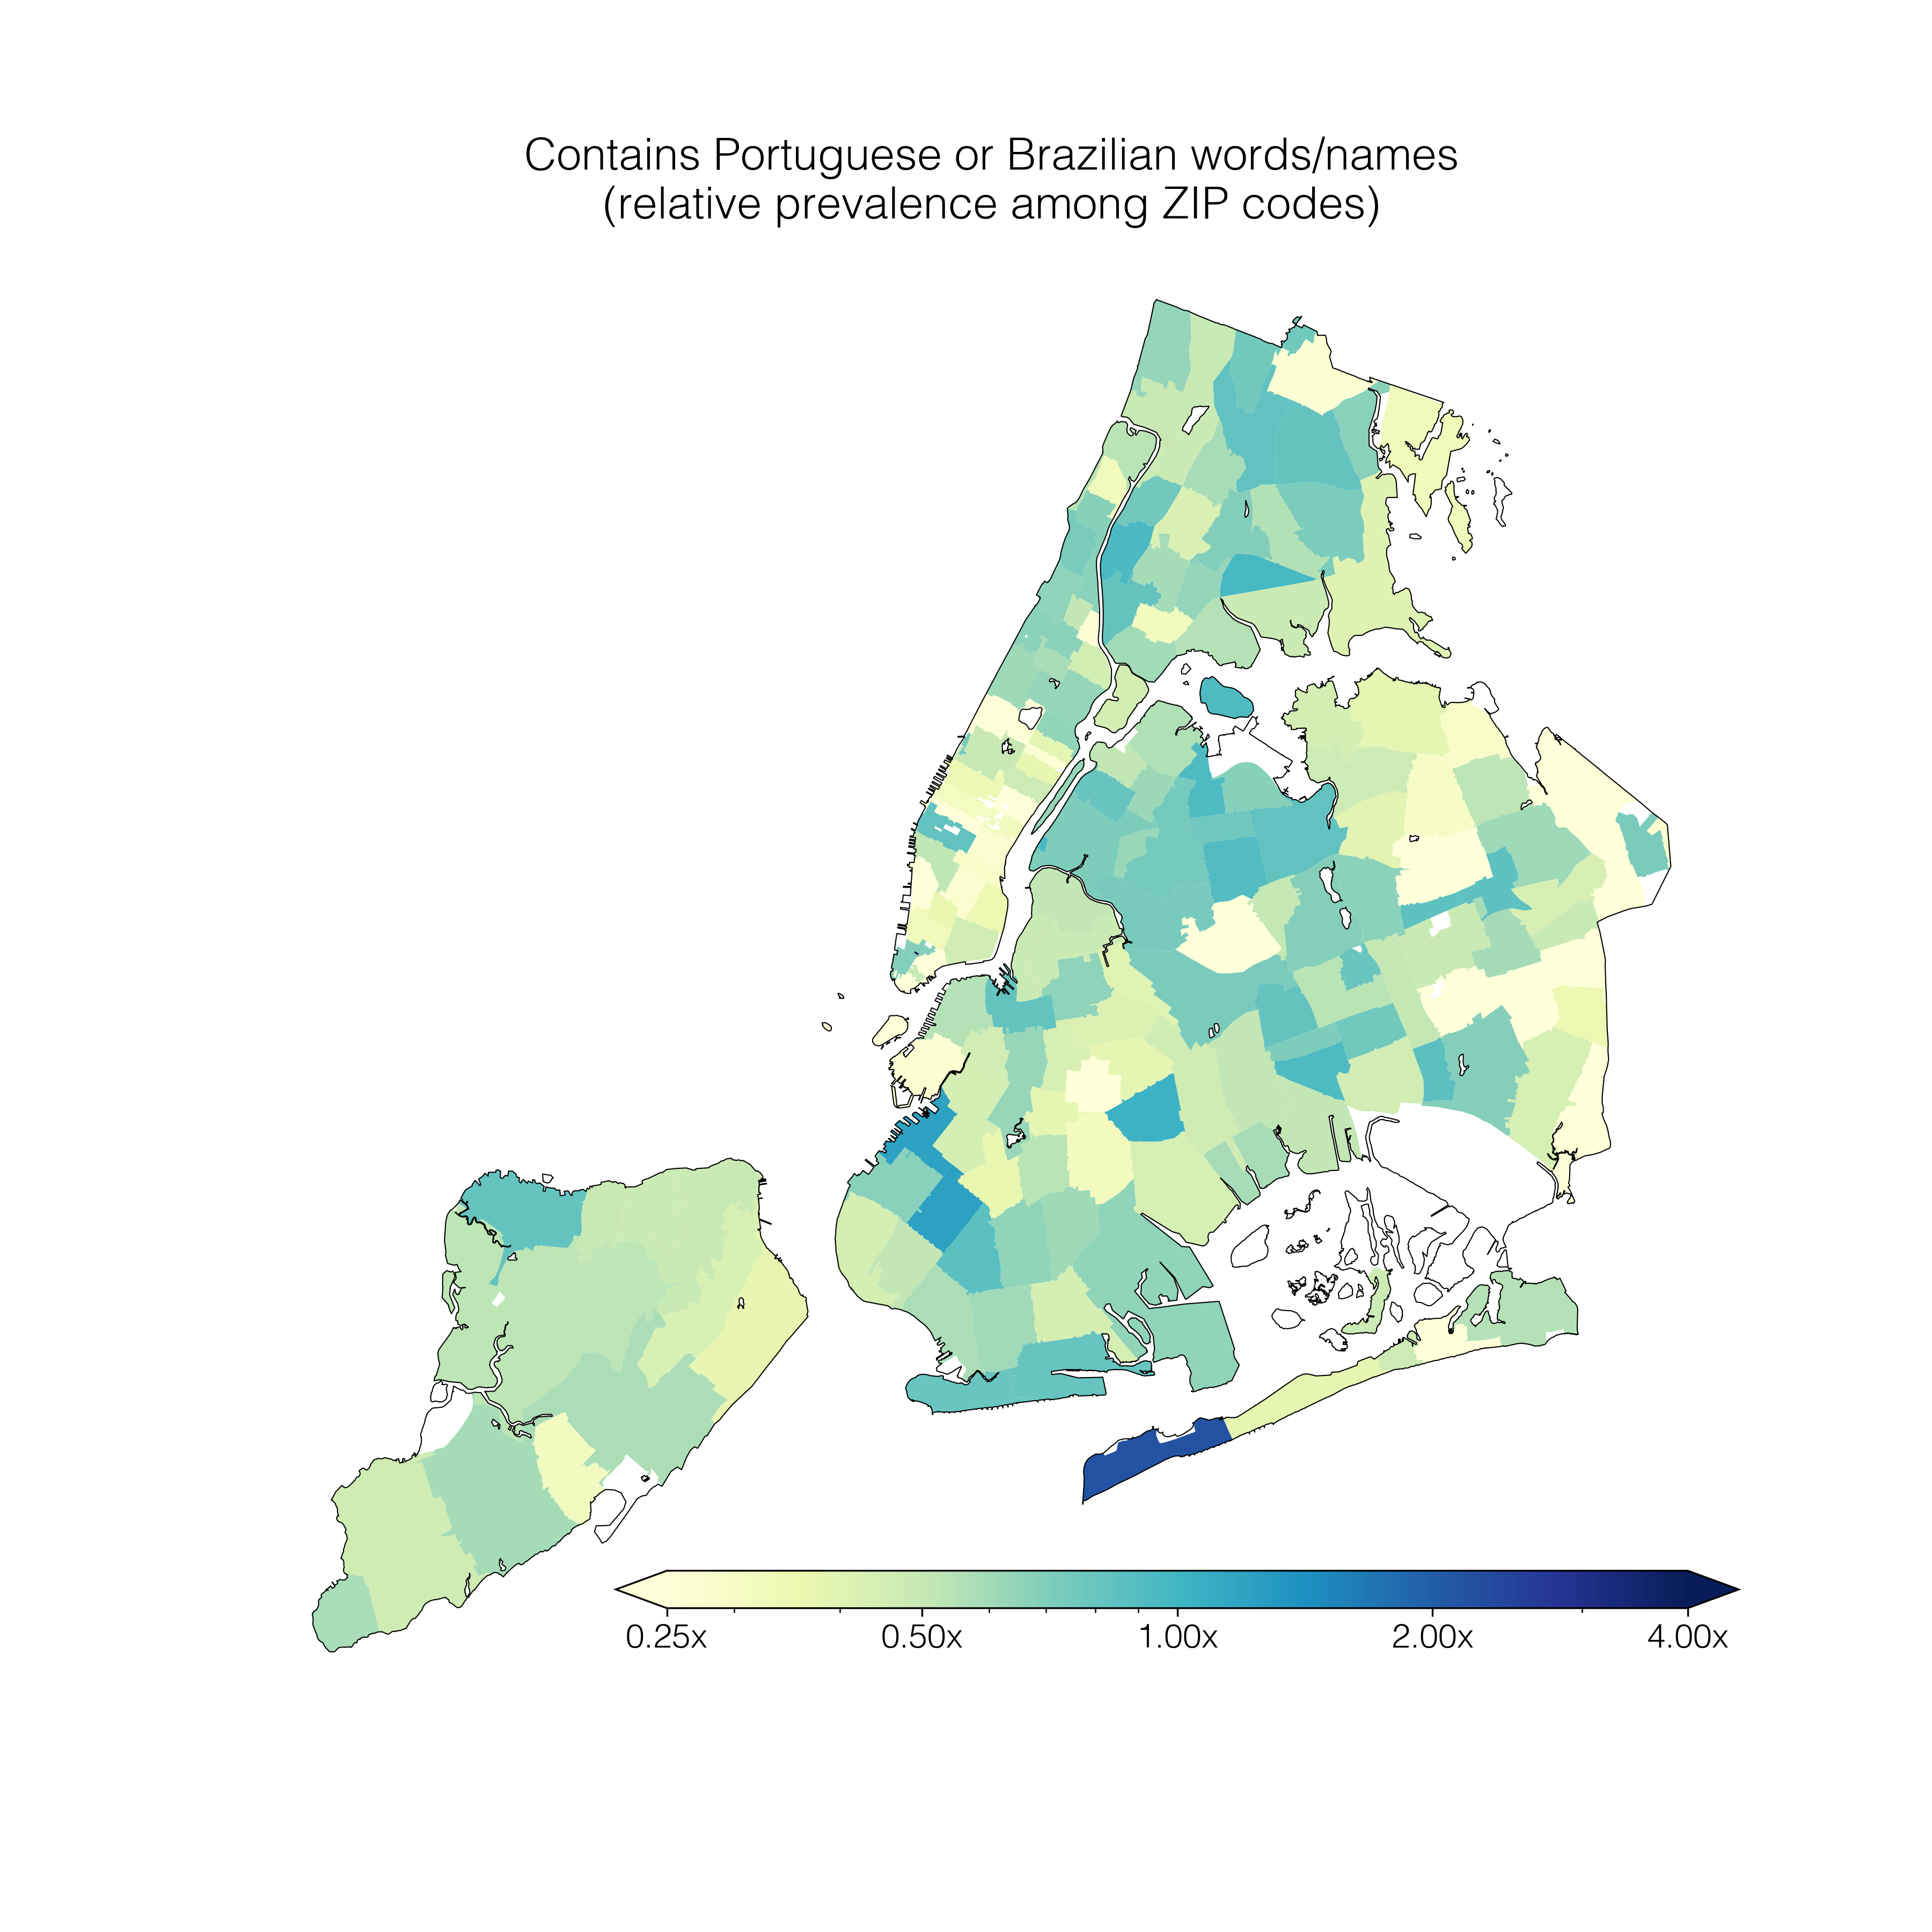 Contains Portuguese or Brazilian words/names
(relative prevalence among ZIP codes)
0.25x 0.50x 1.00x 2.00x 4.00x